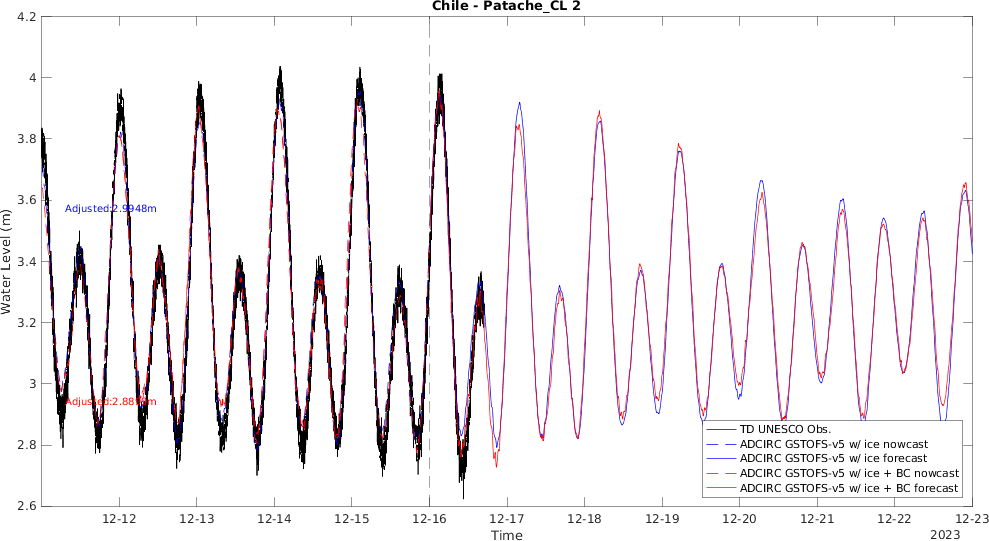 Chile - Patache_CL 2
4.2
4
3.8
3.6
3.4
3.2
3
2.8
2.6
Water Level (m)
Adjusted:2.9948m
TD UNESCO Obs.
ADCIRC GSTOFS-v5 w/ ice nowcast
ADCIRC GSTOFS-v5 w/ ice forecast
ADCIRC GSTOFS-v5 w/ ice + BC nowcast
ADCIRC GSTOFS-v5 w/ ice + BC forecast
12-12
12-13
12-14
12-15
12-16
12-17
12-18
12-19
12-20
12-21
12-22
12-23
Time
2023